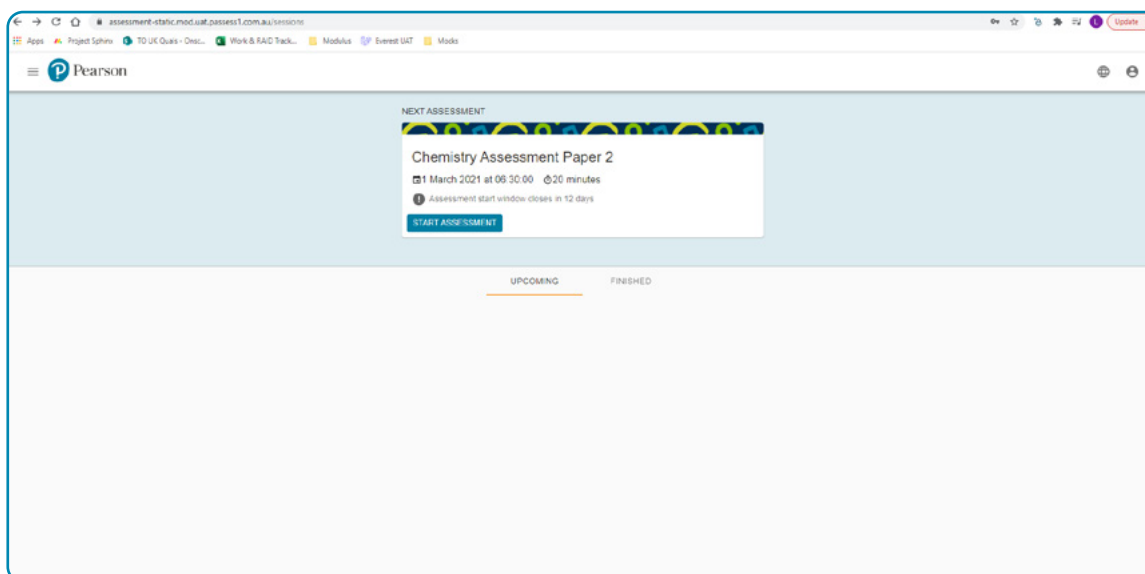 assessment-static.mod.uat.passess1.com.au/sessions
Update
Apps Project Sphinx TO UK Quals - Onsc... Work & RAID Track... Modulus Everest UAT Mocks
Pearson
NEXT ASSESSMENT
Chemistry Assessment Paper 2
1 March 2021 at 06:30:00 20 minutes
Assessment start window closes in 12 days
START ASSESSMENT
UPCOMING FINISHED